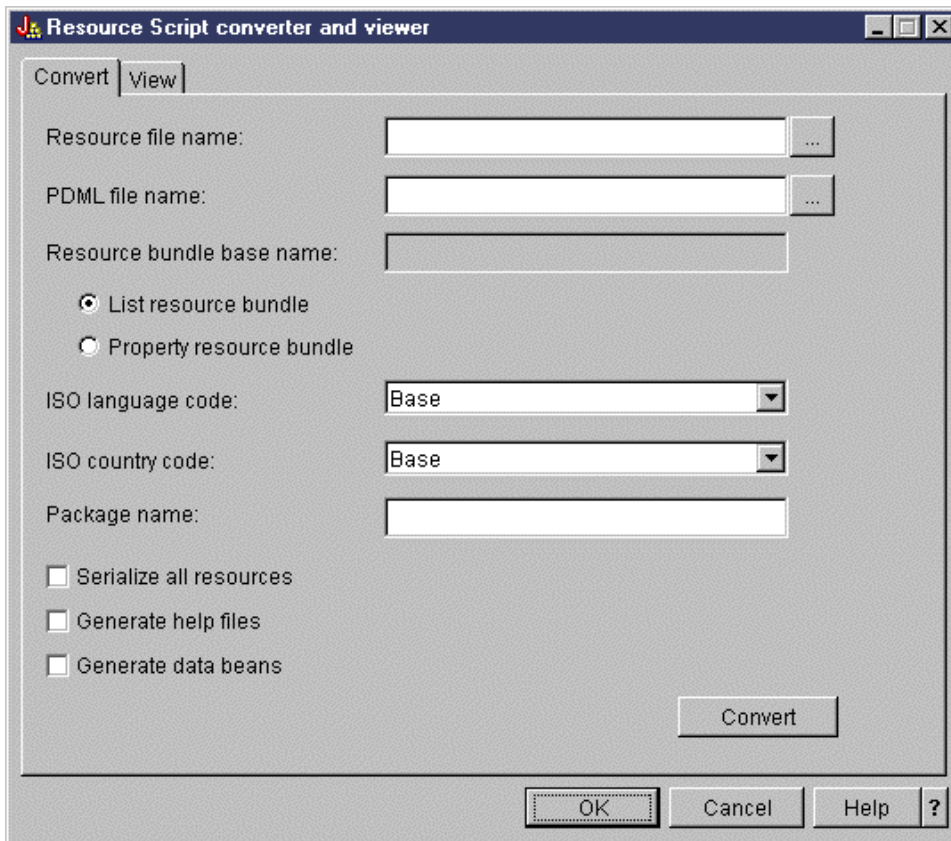 Resource Script converter and viewer
Convert View
Resource file name: ...
PDML file name: ...
Resource bundle base name:
List resource bundle
Property resource bundle
ISO language code: Base
ISO country code: Base
Package name:
Serialize all resources
Generate help files
Generate data beans
Convert
OK Cancel Help ?